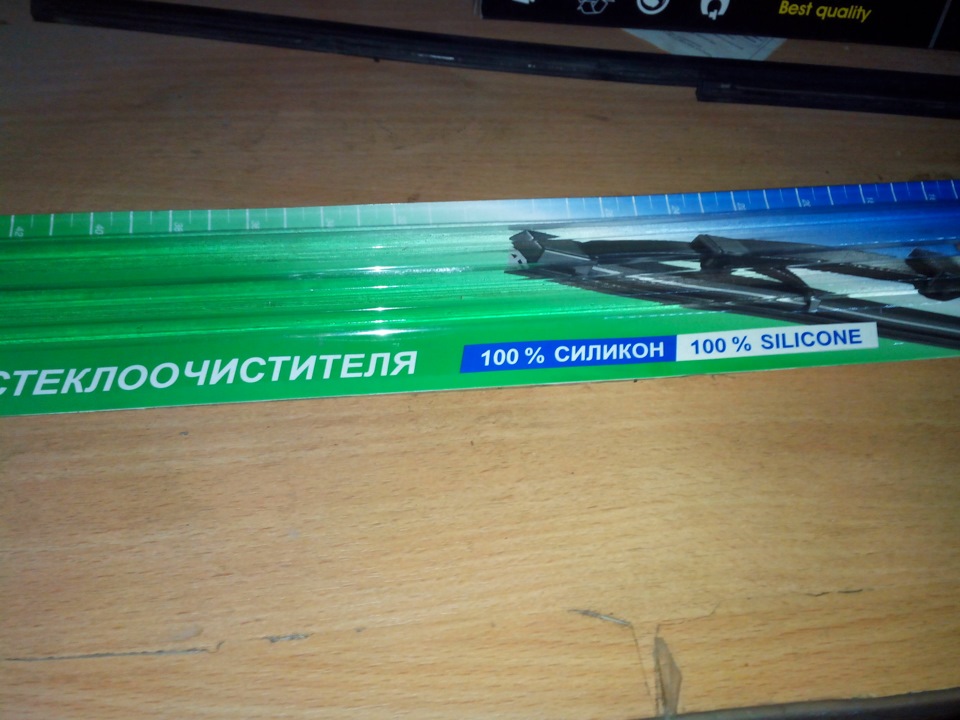 Best quality
СТЕКЛООЧИСТИТЕЛЯ
100 % СИЛИКОН 100 % SILICONE